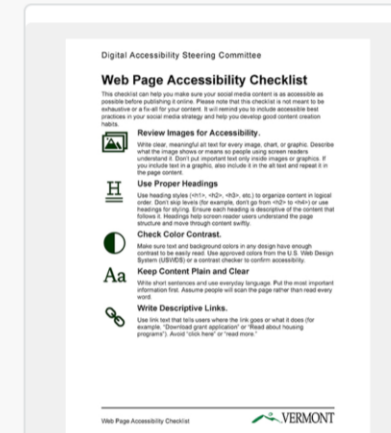 Digital Accessibility Steering Committee
Web Page Accessibility Checklist
This checklist can help you make sure your social media content is as accessible as
possible before publishing it online. Please note that this checklist is not meant to be
exhaustive or a fix-all for your content. It will remind you to include accessible best
practices in your social media strategy and help you develop good content creation
habits.
Review Images for Accessibility.
Write clear, meaningful alt text for every image, chart, or graphic. Describe
what the image shows or means so people using screen readers
understand it. Don't put important text only inside images or graphics. If
you include text in a graphic, also include it in the alt text and repeat it in
the page content.
H
Use Proper Headings
Use heading styles (<h1>, <h2>, <h3>, etc.) to organize content in logical
order. Don't skip levels (for example, don't go from <h2> to <h4>) or use
headings for styling. Ensure each heading is descriptive of the content that
follows it. Headings help screen reader users understand the page
structure and move through content swiftly.
Check Color Contrast.
Make sure text and background colors in any design have enough
contrast to be easily read. Use approved colors from the U.S. Web Design
System (USWDS) or a contrast checker to confirm accessibility.
Aa
Keep Content Plain and Clear
Write short sentences and use everyday language. Put the most important
information first. Assume people will scan the page rather than read every
word.
Write Descriptive Links.
Use link text that tells users where the link goes or what it does (for
example, "Download grant application" or "Read about housing
programs"). Avoid "click here" or "read more."
Web Page Accessibility Checklist
VERMONT